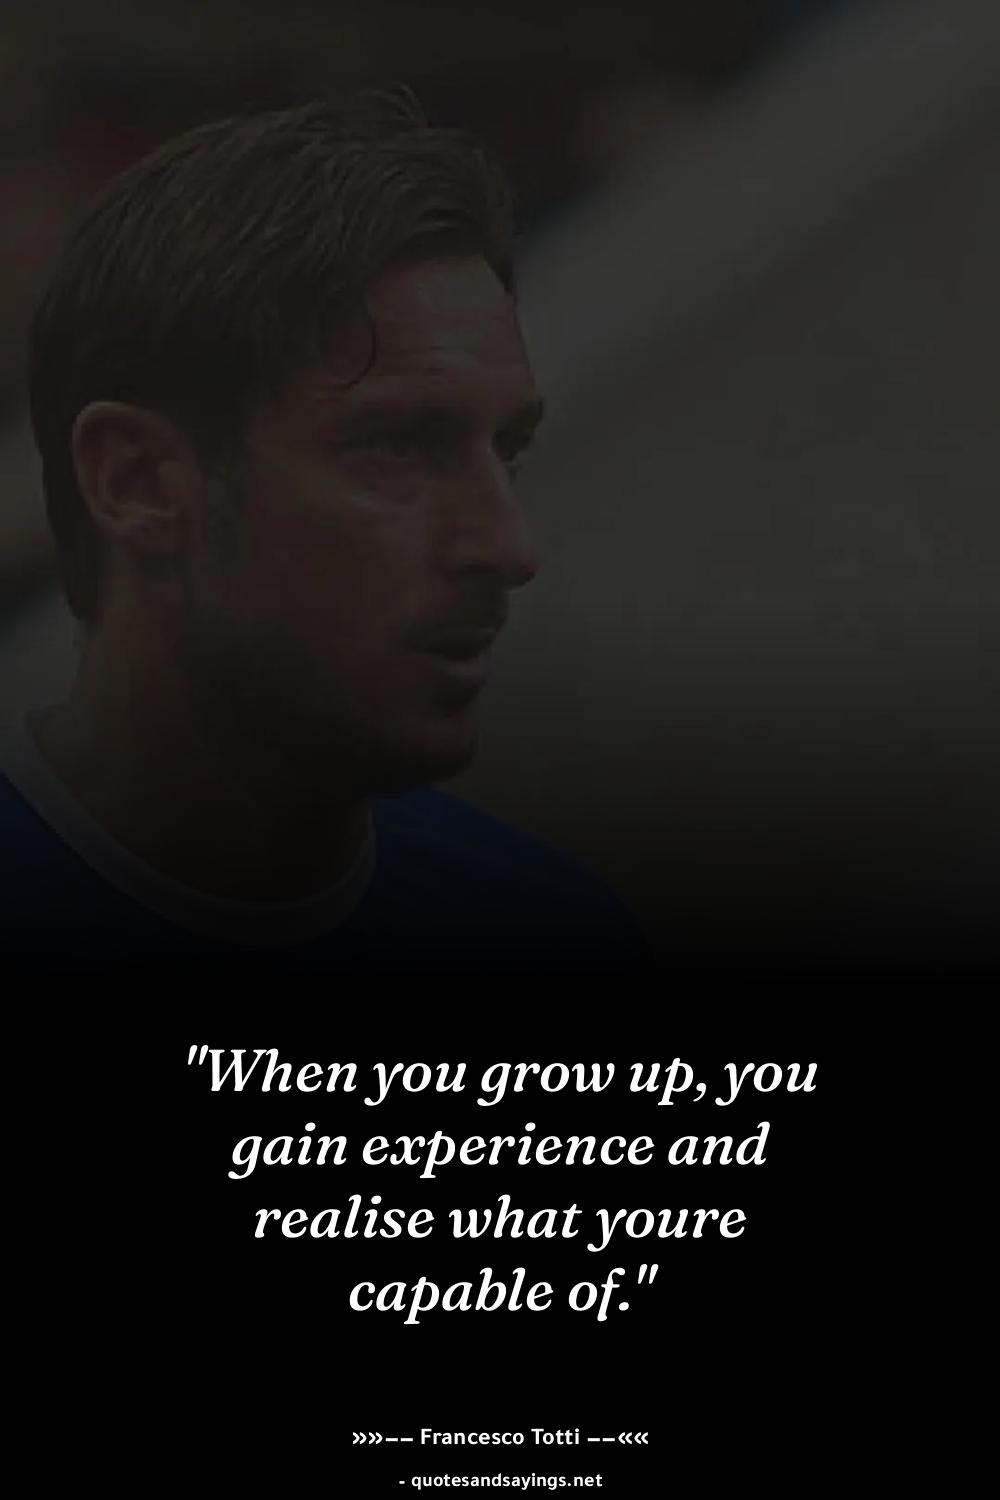 "When you grow up, you
gain experience and
realise what youre
capable of."
»»–– Francesco Totti ––««
- quotesandsayings.net